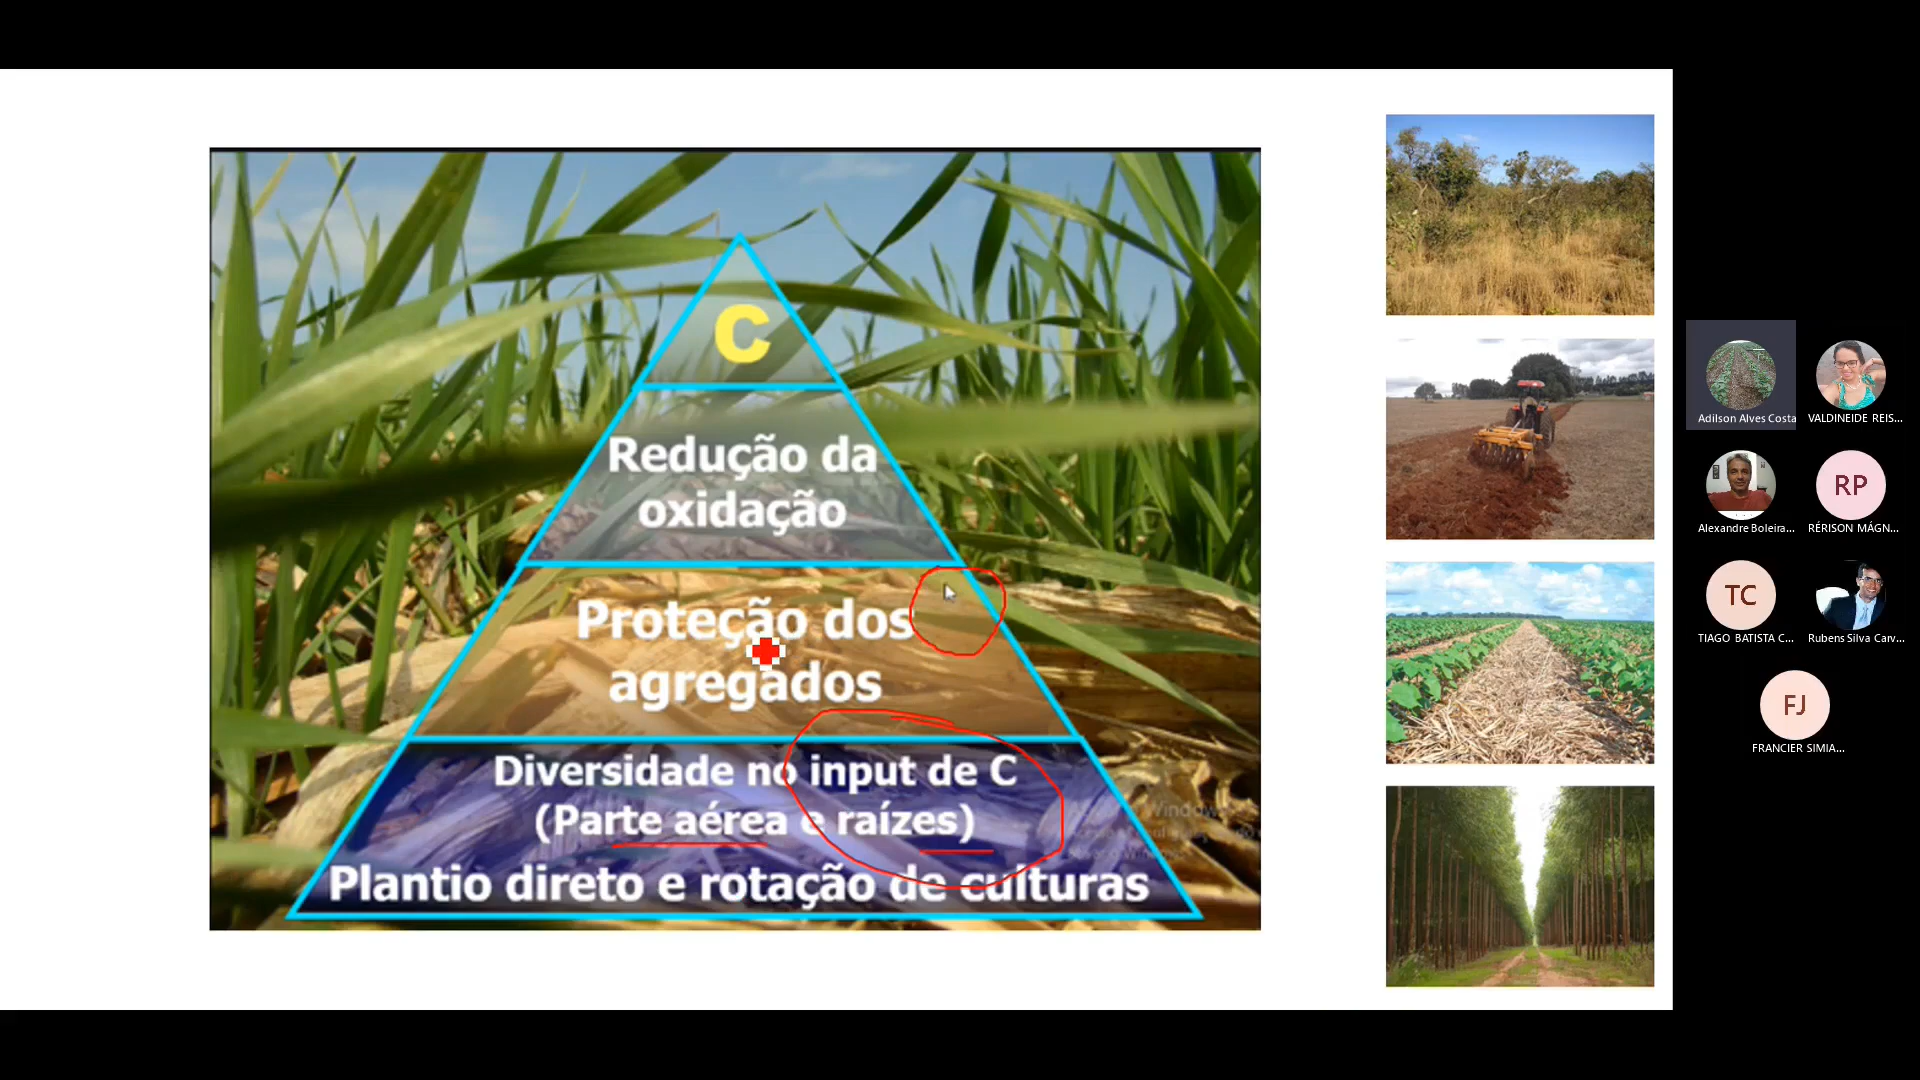 C
Redução da
oxidação
Proteção dos
agregados
Diversidade no input de C
(Parte aérea e raízes)
Plantio direto e rotação de culturas
Adilson Alves Costa
VALDINEIDE REIS...
Alexandre Boleira...
RP
RÉRISON MÁGN...
TC
TIAGO BATISTA C...
Rubens Silva Carv...
FJ
FRANCIER SIMIA...